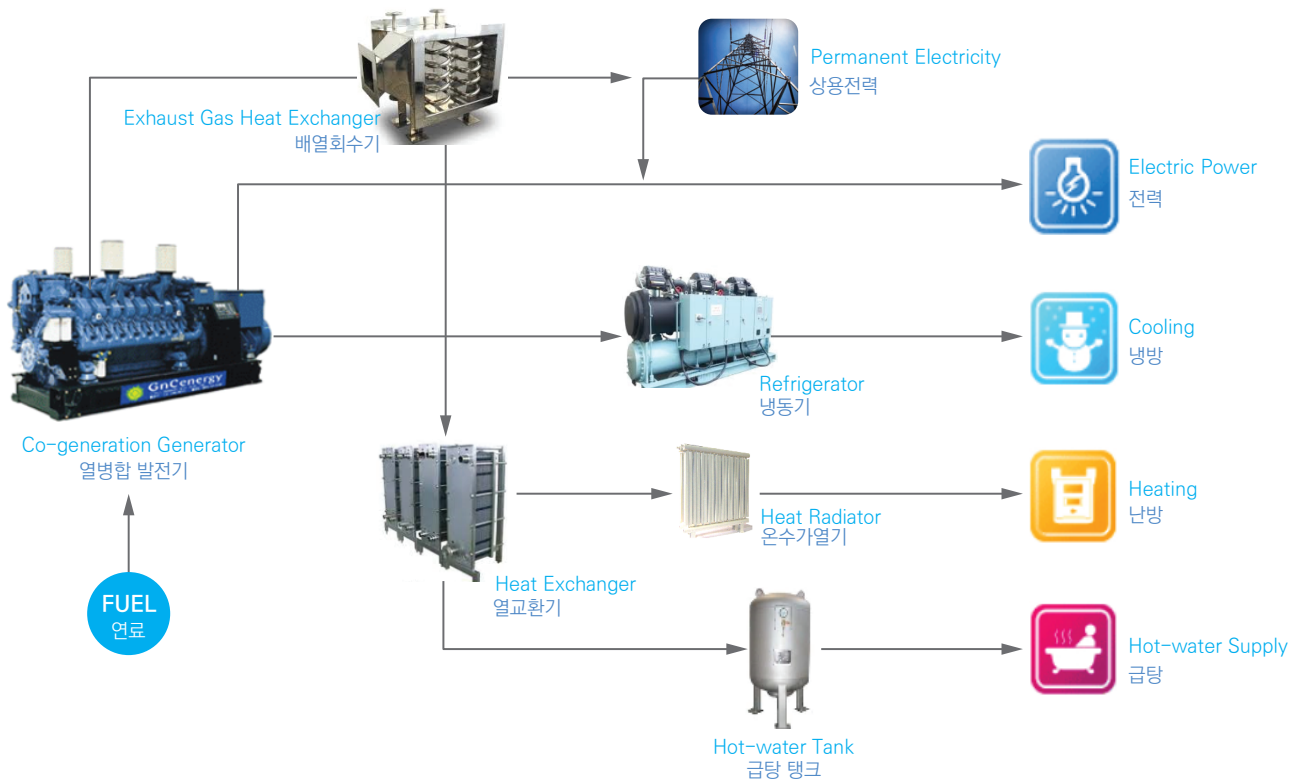 Permanent Electricity
상용전력
Exhaust Gas Heat Exchanger
배열회수기
Electric Power
전력
GnCenergy
Cooling
냉방
Refrigerator
냉동기
Co-generation Generator
열병합 발전기
Heating
난방
Heat Radiator
온수가열기
Heat Exchanger
열교환기
FUEL
연료
Hot-water Supply
급탕
Hot-water Tank
급탕 탱크